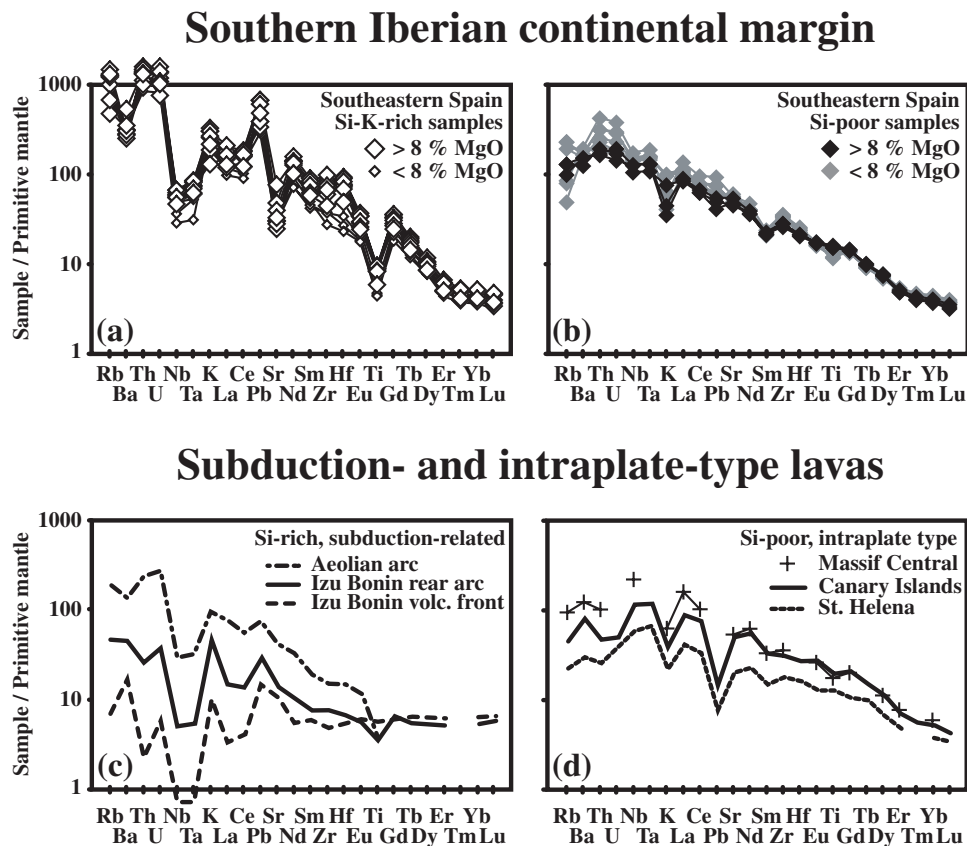 Southern Iberian continental margin
Sample / Primitive mantle
1000
100
10
1
Southeastern Spain
Si-K-rich samples
> 8 % MgO
< 8 % MgO
(a)
Rb Th Nb K Ce Sr Sm Hf Ti Tb Er Yb
Ba U Ta La Pb Nd Zr Eu Gd Dy Tm Lu
Southeastern Spain
Si-poor samples
> 8 % MgO
< 8 % MgO
(b)
Rb Th Nb K Ce Sr Sm Hf Ti Tb Er Yb
Ba U Ta La Pb Nd Zr Eu Gd Dy Tm Lu
Subduction- and intraplate-type lavas
Sample / Primitive mantle
1000
100
10
1
Si-rich, subduction-related
Aeolian arc
Izu Bonin rear arc
Izu Bonin volc. front
(c)
Rb Th Nb K Ce Sr Sm Hf Ti Tb Er Yb
Ba U Ta La Pb Nd Zr Eu Gd Dy Tm Lu
Si-poor, intraplate type
Massif Central
Canary Islands
St. Helena
(d)
Rb Th Nb K Ce Sr Sm Hf Ti Tb Er Yb
Ba U Ta La Pb Nd Zr Eu Gd Dy Tm Lu